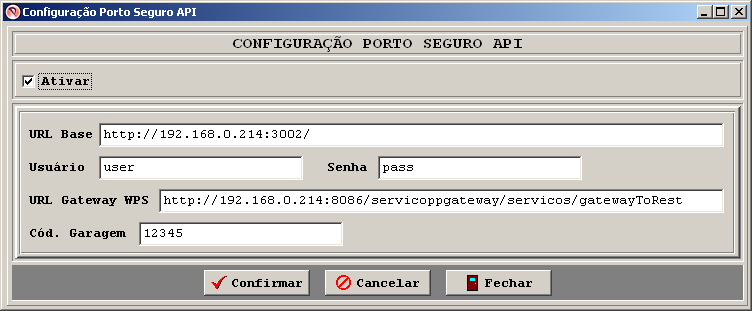 Configuração Porto Seguro API
CONFIGURAÇÃO PORTO SEGURO API
Ativar
URL Base http://192.168.0.214:3002/
Usuário user Senha pass
URL Gateway WPS http://192.168.0.214:8086/servicoppgateway/servicos/gatewayToRest
Cód. Garagem 12345
Confirmar Cancelar Fechar